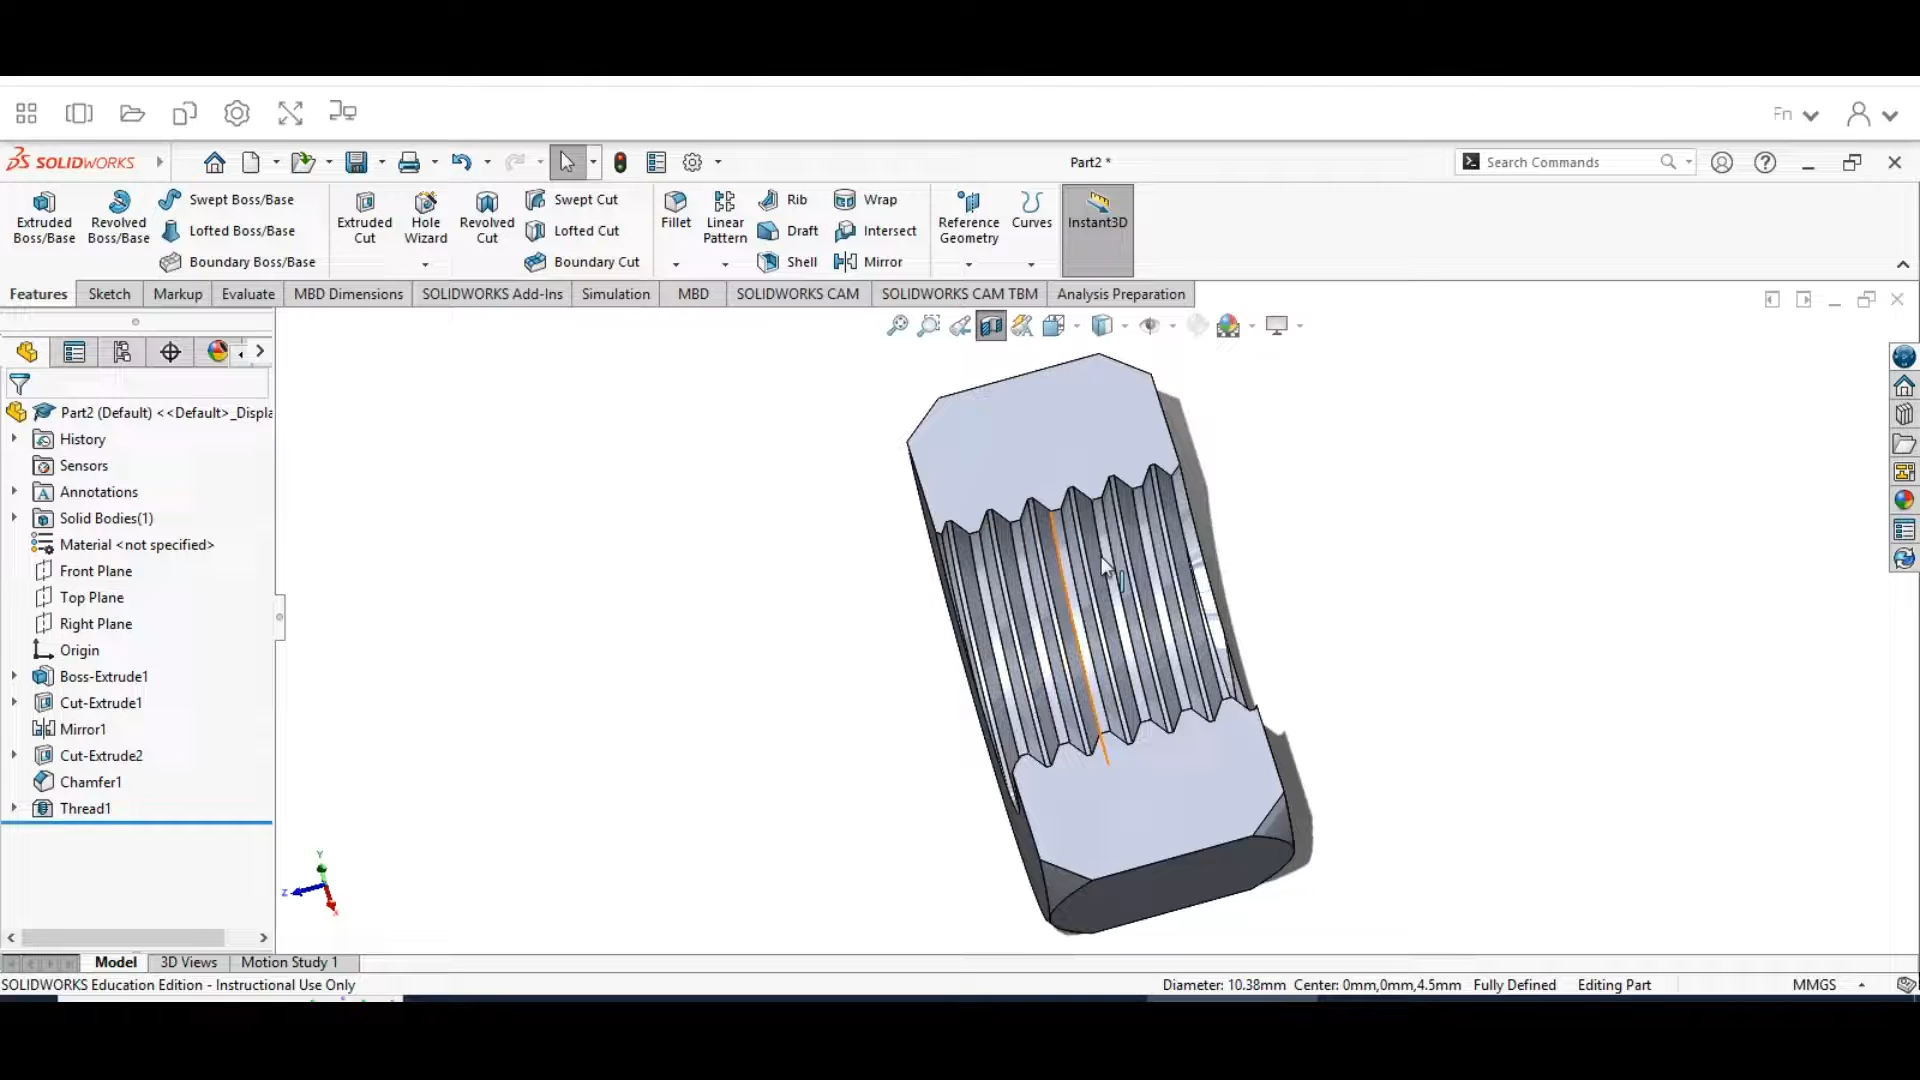 Fn
SOLIDWORKS
Part2 *
Search Commands
Extruded Boss/Base
Revolved Boss/Base
Swept Boss/Base
Lofted Boss/Base
Boundary Boss/Base
Extruded Cut
Hole Wizard
Revolved Cut
Swept Cut
Lofted Cut
Boundary Cut
Fillet
Linear Pattern
Rib
Draft
Shell
Wrap
Intersect
Mirror
Reference Geometry
Curves
Instant3D
Features
Sketch
Markup
Evaluate
MBD Dimensions
SOLIDWORKS Add-Ins
Simulation
MBD
SOLIDWORKS CAM
SOLIDWORKS CAM TBM
Analysis Preparation
Part2 (Default) <<Default>_Displa
History
Sensors
Annotations
Solid Bodies(1)
Material <not specified>
Front Plane
Top Plane
Right Plane
Origin
Boss-Extrude1
Cut-Extrude1
Mirror1
Cut-Extrude2
Chamfer1
Thread1
Y
Z
X
Model
3D Views
Motion Study 1
SOLIDWORKS Education Edition - Instructional Use Only
Diameter: 10.38mm Center: 0mm,0mm,4.5mm
Fully Defined
Editing Part
MMGS